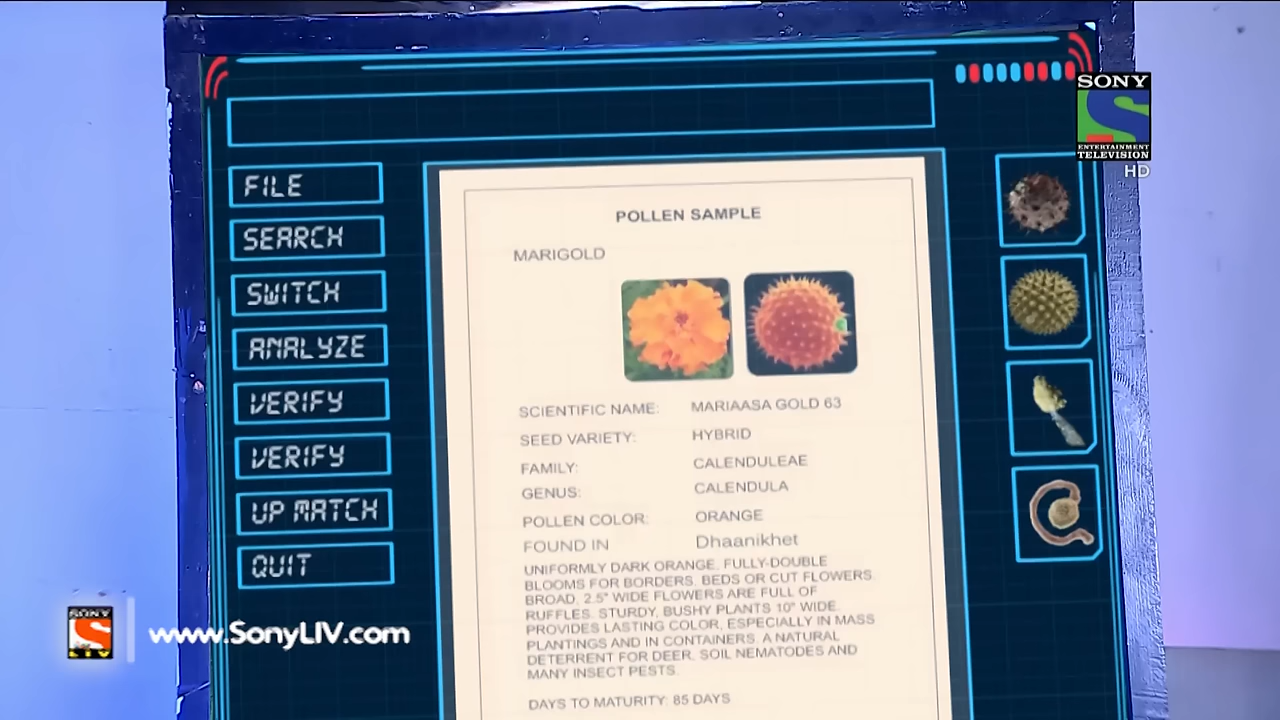 SONY
ENTERTAINMENT
TELEVISION
HD
FILE
SEARCH
SWITCH
ANALYZE
VERIFY
VERIFY
UP MATCH
QUIT
POLLEN SAMPLE
MARIGOLD
SCIENTIFIC NAME: MARIAASA GOLD 63
SEED VARIETY: HYBRID
FAMILY: CALENDULEAE
GENUS: CALENDULA
POLLEN COLOR: ORANGE
FOUND IN Dhaanikhet
UNIFORMLY DARK ORANGE, FULLY-DOUBLE
BLOOMS FOR BORDERS, BEDS OR CUT FLOWERS.
BROAD, 2.5" WIDE FLOWERS ARE FULL OF
RUFFLES. STURDY, BUSHY PLANTS 10" WIDE.
PROVIDES LASTING COLOR, ESPECIALLY IN MASS
PLANTINGS AND IN CONTAINERS. A NATURAL
DETERRENT FOR DEER, SOIL NEMATODES AND
MANY INSECT PESTS.
DAYS TO MATURITY: 85 DAYS
SONY
LIV
www.SonyLIV.com